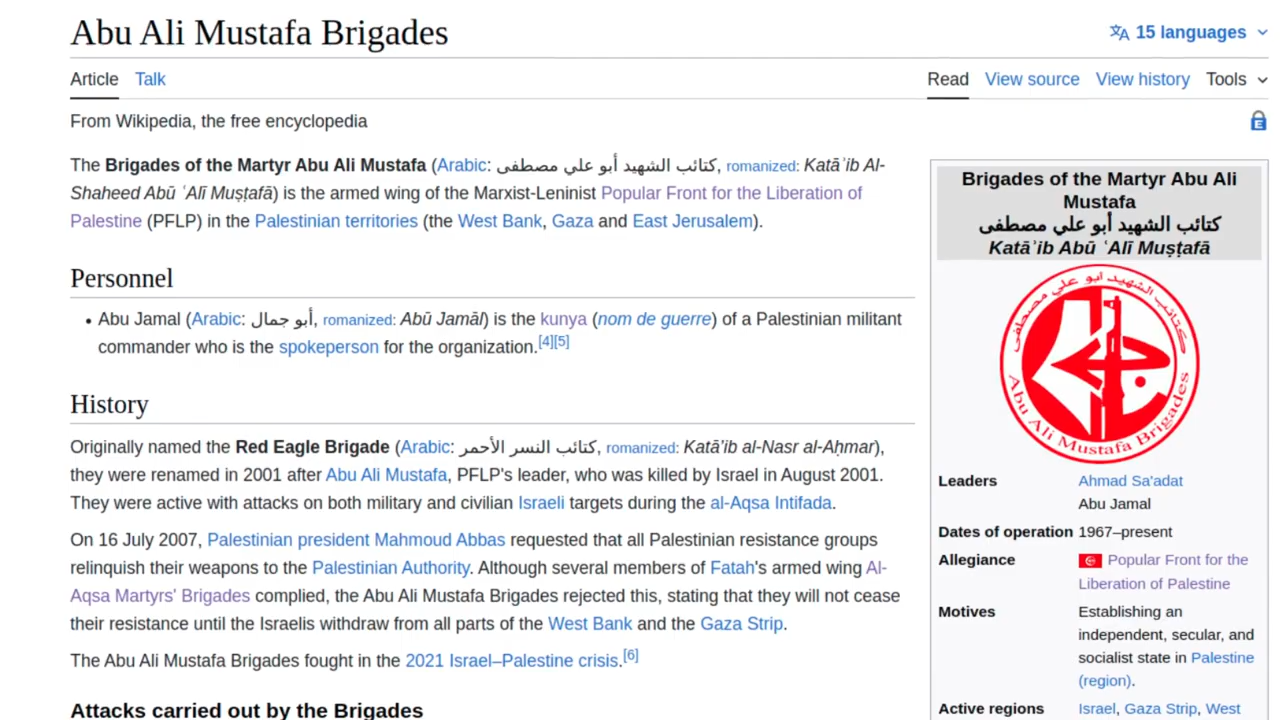 Abu Ali Mustafa Brigades
15 languages
Article Talk
Read View source View history Tools
From Wikipedia, the free encyclopedia
The Brigades of the Martyr Abu Ali Mustafa (Arabic: كتائب الشهيد أبو علي مصطفى, romanized: Katāʾib Al-
Shaheed Abū ʿAlī Muṣṭafā) is the armed wing of the Marxist-Leninist Popular Front for the Liberation of
Palestine (PFLP) in the Palestinian territories (the West Bank, Gaza and East Jerusalem).
Personnel
• Abu Jamal (Arabic: أبو جمال, romanized: Abū Jamāl) is the kunya (nom de guerre) of a Palestinian militant
commander who is the spokeperson for the organization.[4][5]
History
Originally named the Red Eagle Brigade (Arabic: كتائب النسر الأحمر, romanized: Katā'ib al-Nasr al-Aḥmar),
they were renamed in 2001 after Abu Ali Mustafa, PFLP's leader, who was killed by Israel in August 2001.
They were active with attacks on both military and civilian Israeli targets during the al-Aqsa Intifada.
On 16 July 2007, Palestinian president Mahmoud Abbas requested that all Palestinian resistance groups
relinquish their weapons to the Palestinian Authority. Although several members of Fatah's armed wing Al-
Aqsa Martyrs' Brigades complied, the Abu Ali Mustafa Brigades rejected this, stating that they will not cease
their resistance until the Israelis withdraw from all parts of the West Bank and the Gaza Strip.
The Abu Ali Mustafa Brigades fought in the 2021 Israel–Palestine crisis.[6]
Attacks carried out by the Brigades
Brigades of the Martyr Abu Ali
Mustafa
كتائب الشهيد أبو علي مصطفى
Katāʾib Abū ʿAlī Muṣṭafā
كتائب الشهيد ابو علي مصطفى
Abu Ali Mustafa Brigades
Leaders Ahmad Sa'adat
Abu Jamal
Dates of operation 1967–present
Allegiance Popular Front for the
Liberation of Palestine
Motives Establishing an
independent, secular, and
socialist state in Palestine
(region).
Active regions Israel, Gaza Strip, West